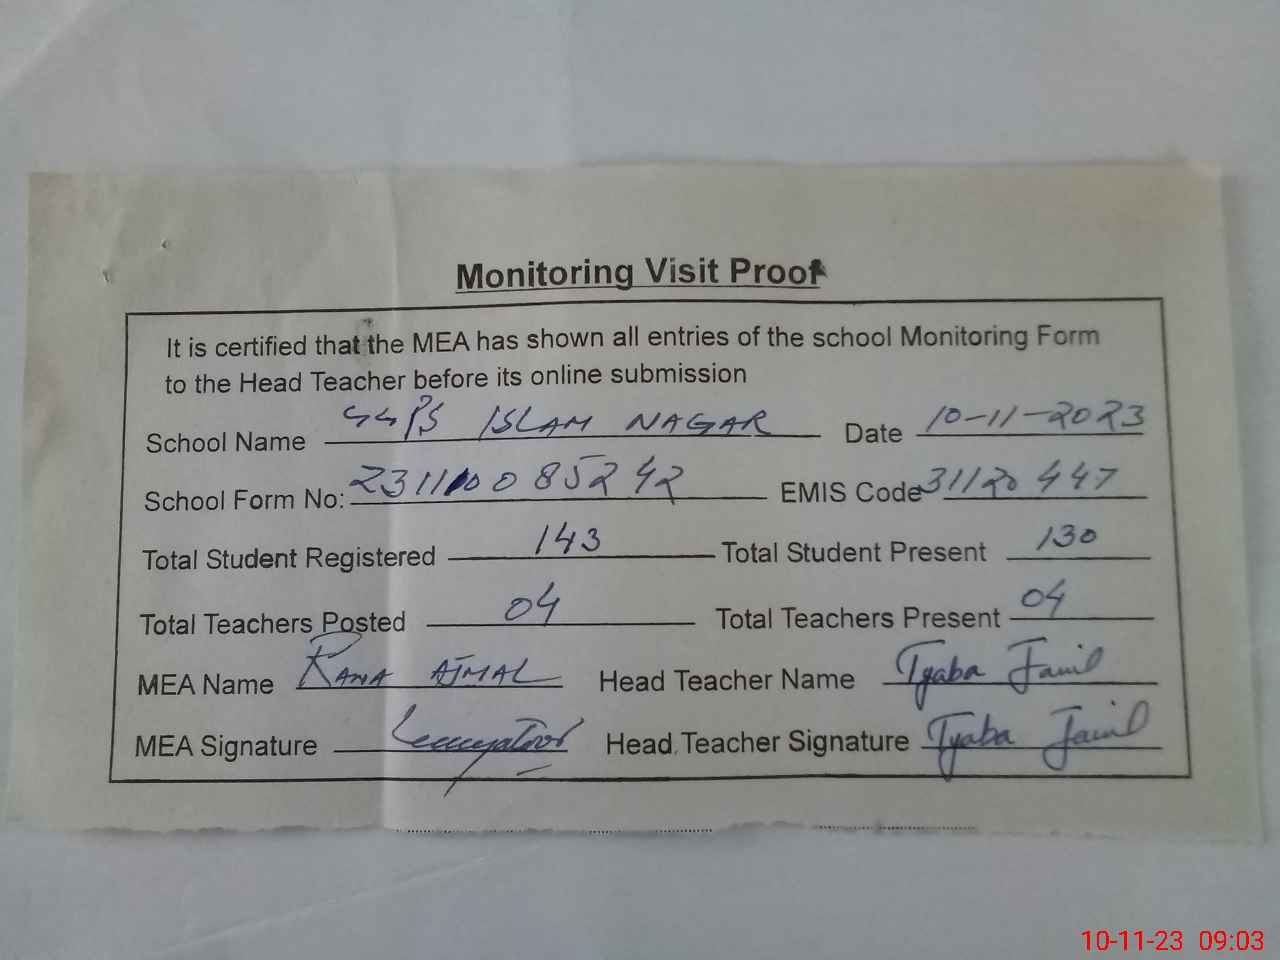 Monitoring Visit Proof
It is certified that the MEA has shown all entries of the school Monitoring Form
to the Head Teacher before its online submission
School Name GGPS ISLAM NAGAR Date 10-11-2023
School Form No: 231110085242 EMIS Code 31120447
Total Student Registered 143 Total Student Present 130
Total Teachers Posted 04 Total Teachers Present 04
MEA Name RANA AJMAL Head Teacher Name Tyaba Jamil
MEA Signature Head Teacher Signature Tyaba Jamil
10-11-23 09:03